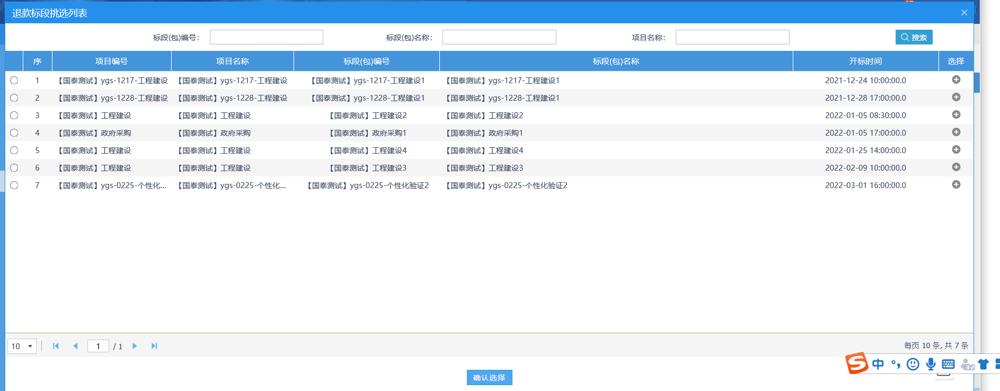 退款标段挑选列表
标段(包)编号： 标段(包)名称： 项目名称： 搜索
序 项目编号 项目名称 标段(包)编号 标段(包)名称 开标时间 选择
1 【国泰测试】ygs-1217-工程建设 【国泰测试】ygs-1217-工程建设 【国泰测试】ygs-1217-工程建设1 【国泰测试】ygs-1217-工程建设1 2021-12-24 10:00:00.0
2 【国泰测试】ygs-1228-工程建设 【国泰测试】ygs-1228-工程建设 【国泰测试】ygs-1228-工程建设1 【国泰测试】ygs-1228-工程建设1 2021-12-28 17:00:00.0
3 【国泰测试】工程建设 【国泰测试】工程建设 【国泰测试】工程建设2 【国泰测试】工程建设2 2022-01-05 08:30:00.0
4 【国泰测试】政府采购 【国泰测试】政府采购 【国泰测试】政府采购1 【国泰测试】政府采购1 2022-01-05 17:00:00.0
5 【国泰测试】工程建设 【国泰测试】工程建设 【国泰测试】工程建设4 【国泰测试】工程建设4 2022-01-25 14:00:00.0
6 【国泰测试】工程建设 【国泰测试】工程建设 【国泰测试】工程建设3 【国泰测试】工程建设3 2022-02-09 10:00:00.0
7 【国泰测试】ygs-0225-个性化... 【国泰测试】ygs-0225-个性化... 【国泰测试】ygs-0225-个性化验证2 【国泰测试】ygs-0225-个性化验证2 2022-03-01 16:00:00.0
10 1 / 1 每页 10 条, 共 7 条
S 中 °,
确认选择